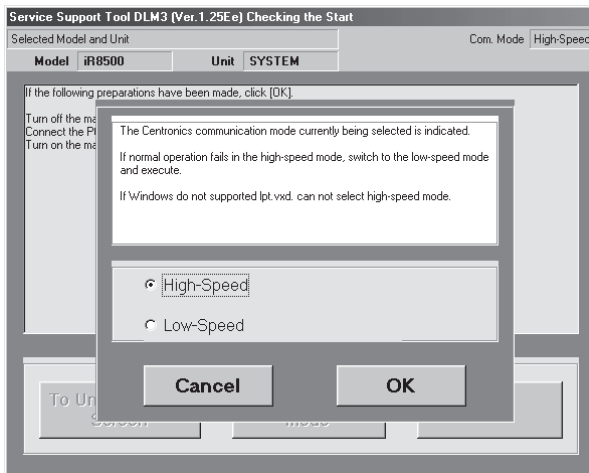 Service Support Tool DLM3 (Ver.1.25Ee) Checking the Start
Selected Model and Unit
Com. Mode High-Speed
Model iR8500 Unit SYSTEM
If the following preparations have been made, click [OK].
Turn off the ma
Connect the P
Turn on the ma
The Centronics communication mode currently being selected is indicated.
If normal operation fails in the high-speed mode, switch to the low-speed mode
and execute.
If Windows do not supported lpt.vxd. can not select high-speed mode.
High-Speed
Low-Speed
Cancel OK
To Un
Screen Mode